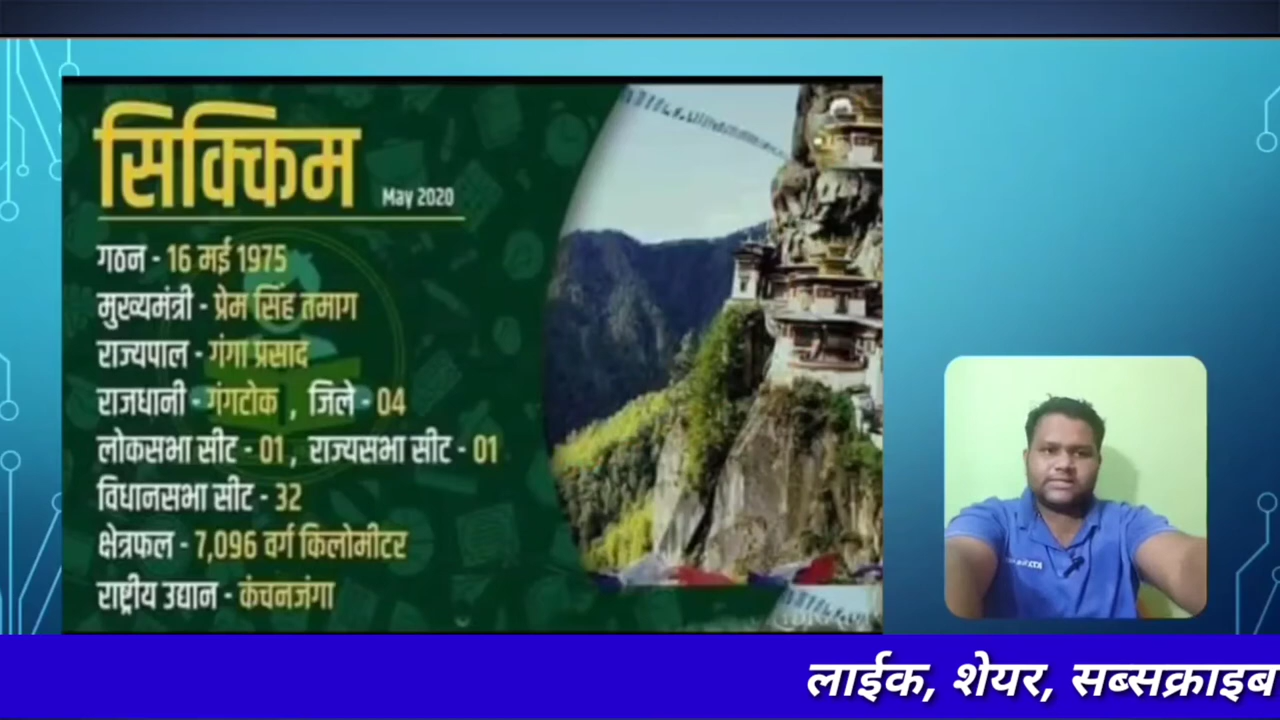 सिक्किम
May 2020
गठन - 16 मई 1975
मुख्यमंत्री - प्रेम सिंह तमाग
राज्यपाल - गंगा प्रसाद
राजधानी - गंगटोक , जिले - 04
लोकसभा सीट - 01 , राज्यसभा सीट - 01
विधानसभा सीट - 32
क्षेत्रफल - 7,096 वर्ग किलोमीटर
राष्ट्रीय उद्यान - कंचनजंगा
लाईक, शेयर, सब्सक्राइब